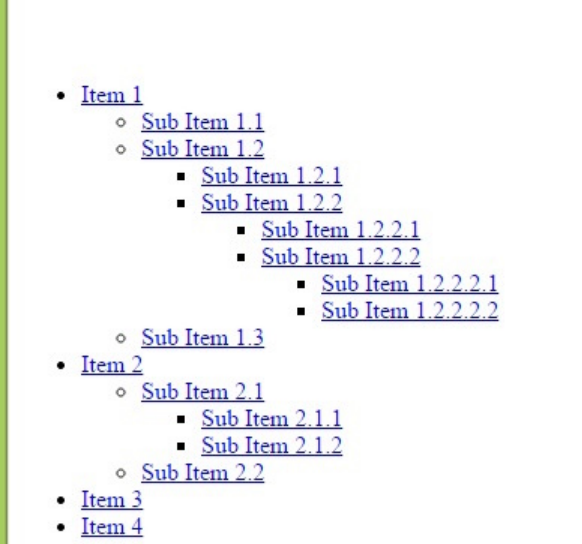 Item 1
Sub Item 1.1
Sub Item 1.2
Sub Item 1.2.1
Sub Item 1.2.2
Sub Item 1.2.2.1
Sub Item 1.2.2.2
Sub Item 1.2.2.2.1
Sub Item 1.2.2.2.2
Sub Item 1.3
Item 2
Sub Item 2.1
Sub Item 2.1.1
Sub Item 2.1.2
Sub Item 2.2
Item 3
Item 4